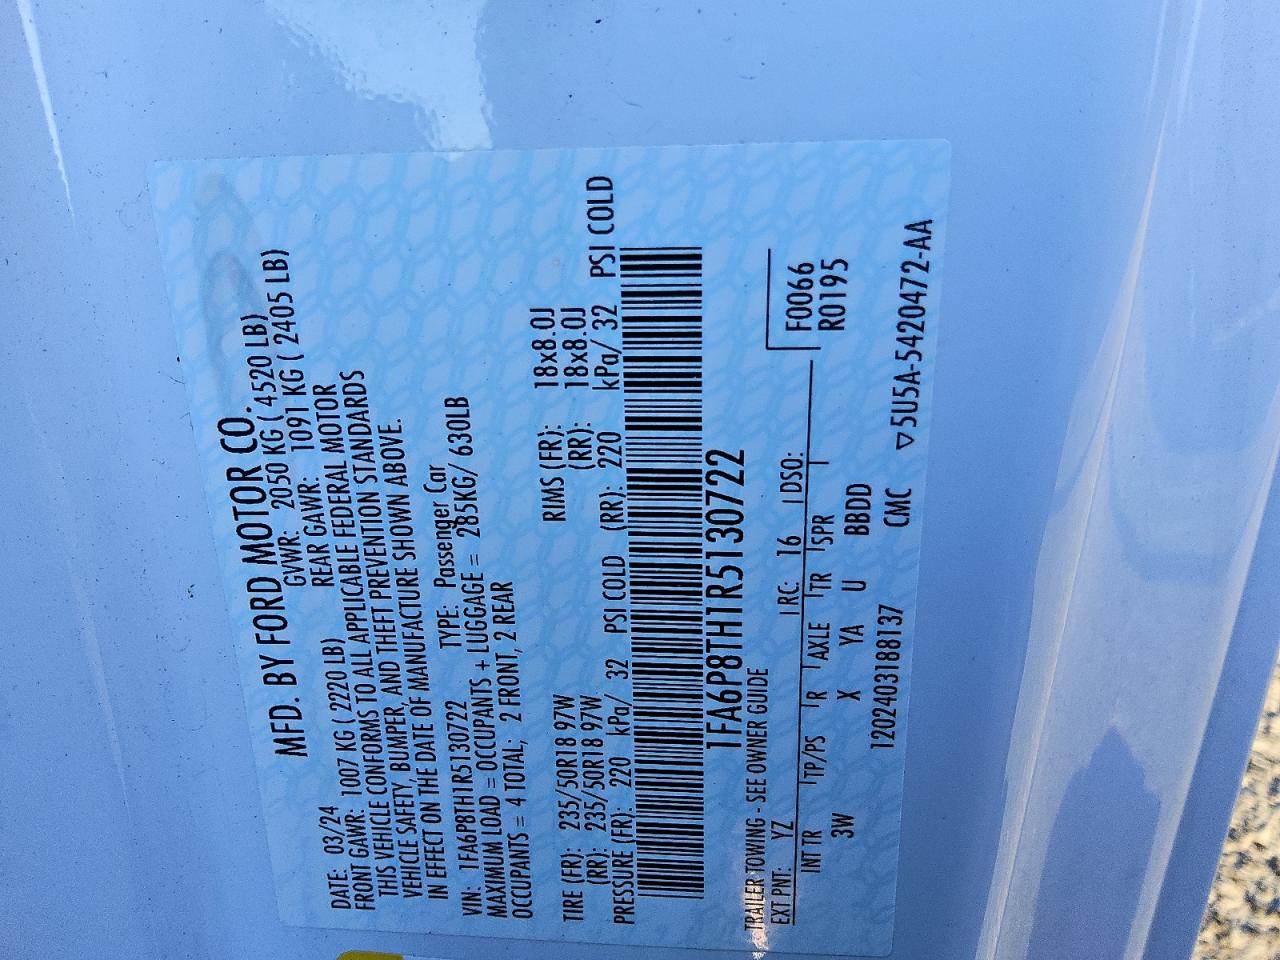 MFD. BY FORD MOTOR CO.
DATE: 03/24 GVWR: 2050 KG ( 4520 LB)
FRONT GAWR: 1007 KG ( 2220 LB) REAR GAWR: 1091 KG ( 2405 LB)
THIS VEHICLE CONFORMS TO ALL APPLICABLE FEDERAL MOTOR
VEHICLE SAFETY, BUMPER, AND THEFT PREVENTION STANDARDS
IN EFFECT ON THE DATE OF MANUFACTURE SHOWN ABOVE.
VIN: 1FA6P8TH1R5130722 TYPE: Passenger Car
MAXIMUM LOAD = OCCUPANTS + LUGGAGE = 285KG/ 630LB
OCCUPANTS = 4 TOTAL; 2 FRONT, 2 REAR
TIRE (FR): 235/50R18 97W RIMS (FR): 18x8.0J
(RR): 235/50R18 97W (RR): 18x8.0J
PRESSURE (FR): 220 kPa/ 32 PSI COLD (RR): 220 kPa/ 32 PSI COLD
1FA6P8TH1R5130722
TRAILER TOWING - SEE OWNER GUIDE
EXT PNT: YZ RC: 16 DSO: F0066
INT TR TP/PS R AXLE TR SPR R0195
3W X YA U BBDD
120240318​8137 CMC ▽5U5A-5420472-AA